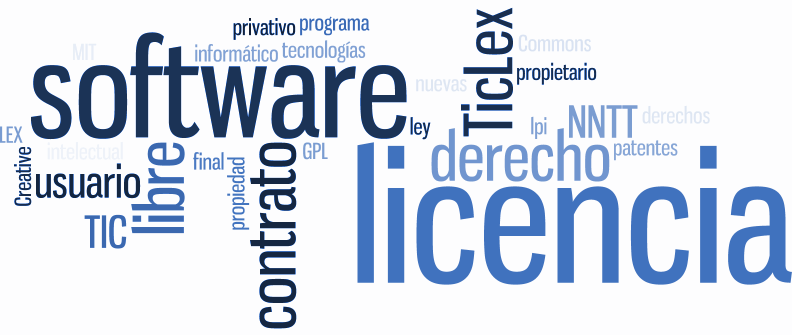 privativo programa
MIT informático tecnologías
software
TicLex
Commons
propietario
nuevas
ley
lpi NNTT derechos
LEX
intelectual
Creative
usuario
libre
final
propiedad
GPL
contrato
derecho patentes
TIC
licencia